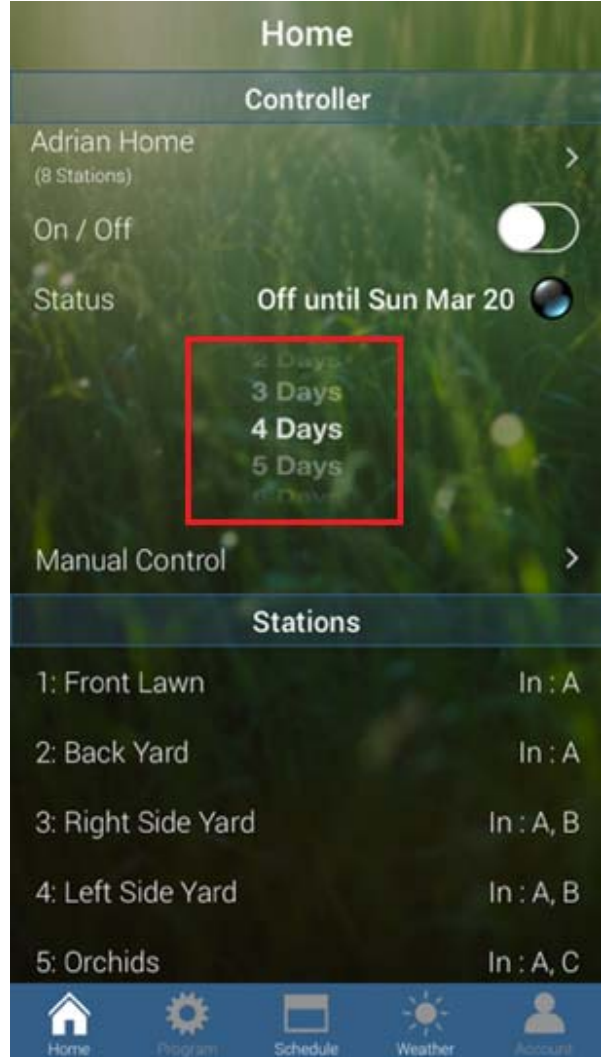 Home
Controller
Adrian Home
(8 Stations)
On / Off
Status Off until Sun Mar 20
2 Days
3 Days
4 Days
5 Days
6 Days
Manual Control
Stations
1: Front Lawn In : A
2: Back Yard In : A
3: Right Side Yard In : A, B
4: Left Side Yard In : A, B
5: Orchids In : A, C
Home Program Schedule Weather Account